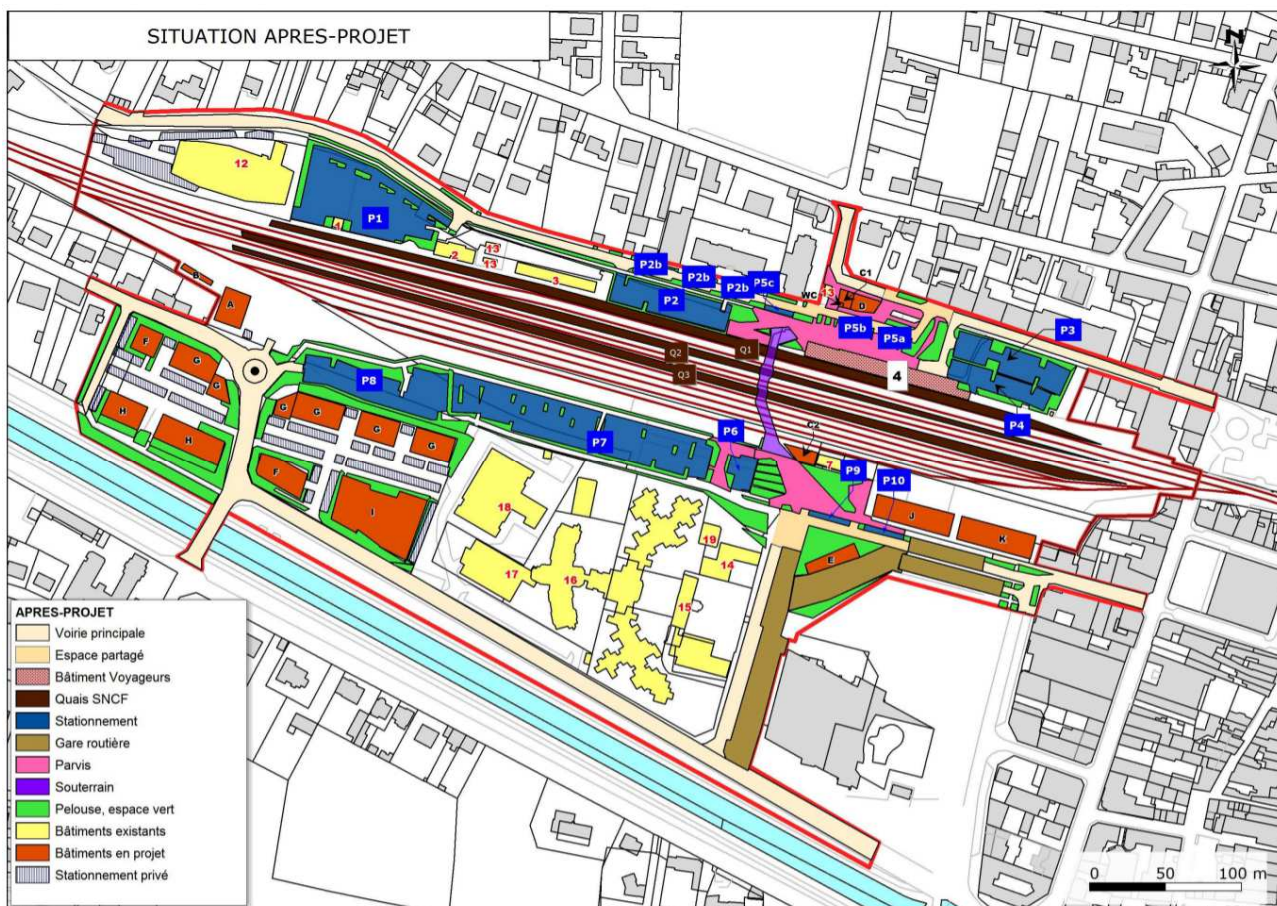 SITUATION APRES-PROJET
N
12
P1
1
2
13
13
3
P2b
P2b
P2b
P5c
P2
WC
13
C1
D
P5b
P5a
P3
4
P4
Q1
Q2
Q3
B
A
F
G
G
H
H
P8
G
G
G
G
F
I
P7
P6
C2
7
P9
P10
J
K
E
18
17
16
19
14
15
APRES-PROJET
Voirie principale
Espace partagé
Bâtiment Voyageurs
Quais SNCF
Stationnement
Gare routière
Parvis
Souterrain
Pelouse, espace vert
Bâtiments existants
Bâtiments en projet
Stationnement privé
0 50 100 m